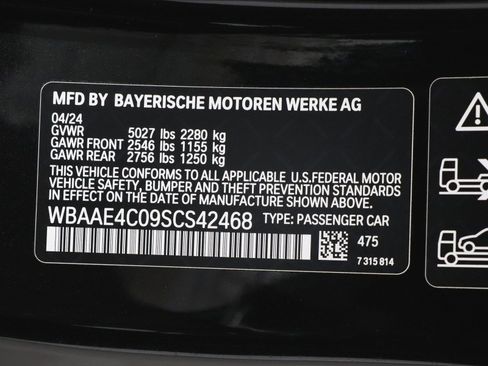 MFD BY BAYERISCHE MOTOREN WERKE AG
04/24
GVWR 5027 lbs 2280 kg
GAWR FRONT 2546 lbs 1155 kg
GAWR REAR 2756 lbs 1250 kg
THIS VEHICLE CONFORMS TO ALL APPLICABLE U.S.FEDERAL MOTOR
VEHICLE SAFETY, BUMPER, AND THEFT PREVENTION STANDARDS
IN EFFECT ON THE DATE OF MANUFACTURE SHOWN ABOVE.
WBAAE4C09SCS42468 TYPE: PASSENGER CAR
475
7 315 814